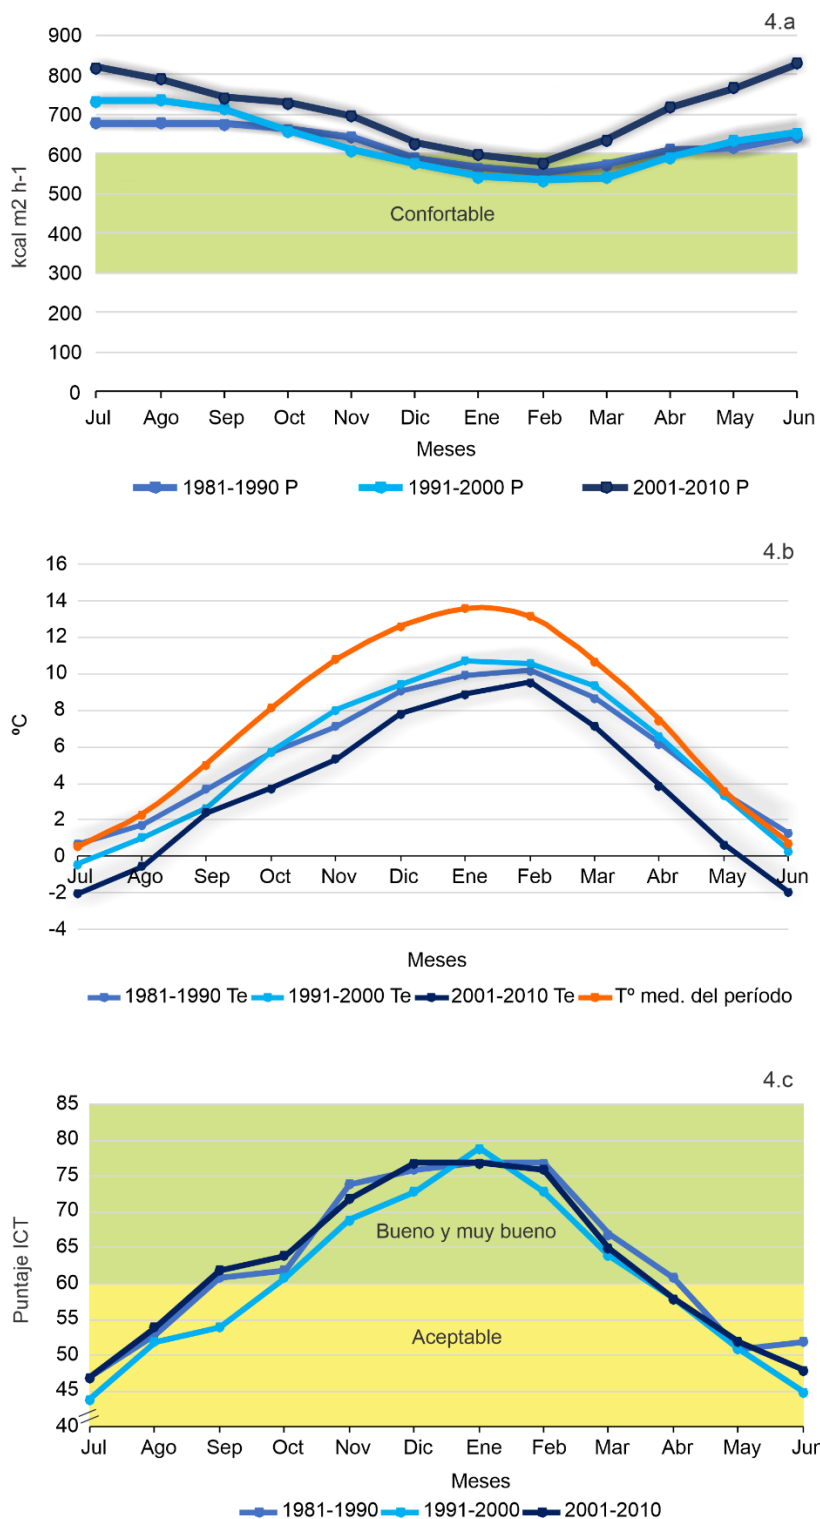 4.a
900
800
700
600
500
400
300
200
100
0
kcal m2 h-1
Confortable
Jul Ago Sep Oct Nov Dic Ene Feb Mar Abr May Jun
Meses
1981-1990 P 1991-2000 P 2001-2010 P
4.b
16
14
12
10
8
6
4
2
0
-2
-4
ºC
Jul Ago Sep Oct Nov Dic Ene Feb Mar Abr May Jun
Meses
1981-1990 Te 1991-2000 Te 2001-2010 Te Tº med. del período
4.c
85
80
75
70
65
60
55
50
45
40
Puntaje ICT
Bueno y muy bueno
Aceptable
Jul Ago Sep Oct Nov Dic Ene Feb Mar Abr May Jun
Meses
1981-1990 1991-2000 2001-2010